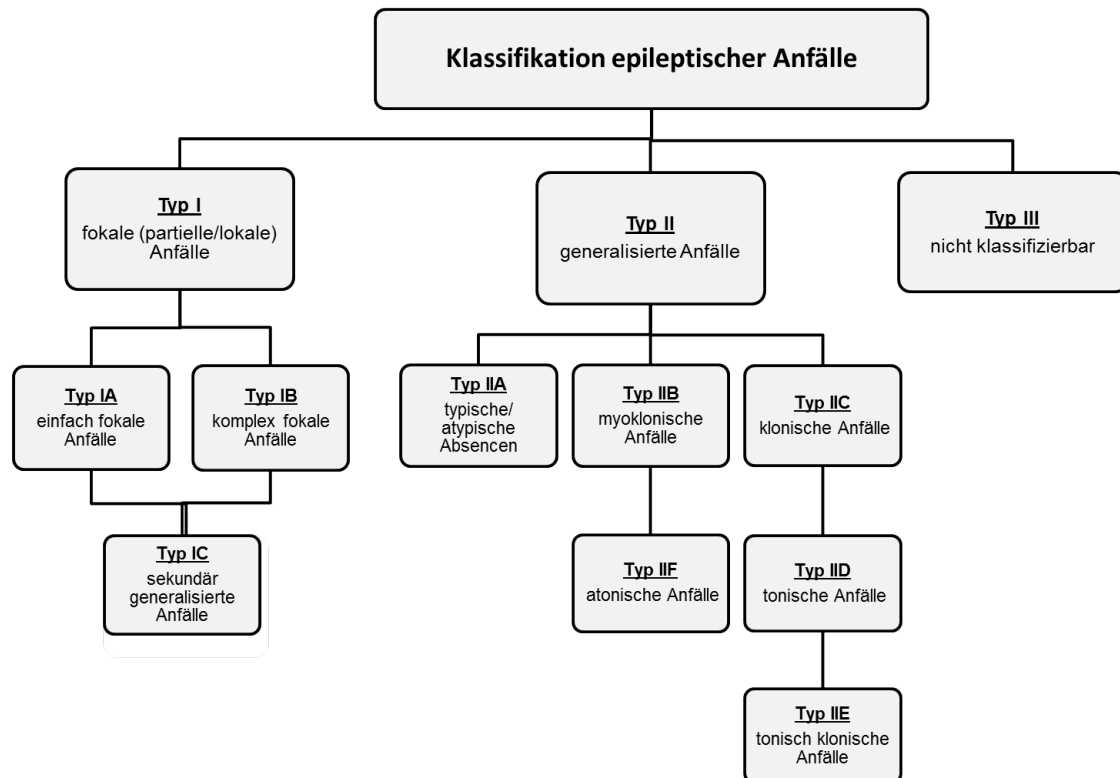 Klassifikation epileptischer Anfälle
Typ I
fokale (partielle/lokale)
Anfälle
Typ II
generalisierte Anfälle
Typ III
nicht klassifizierbar
Typ IA
einfach fokale
Anfälle
Typ IB
komplex fokale
Anfälle
Typ IC
sekundär
generalisierte
Anfälle
Typ IIA
typische/
atypische
Absencen
Typ IIB
myoklonische
Anfälle
Typ IIC
klonische Anfälle
Typ IIF
atonische Anfälle
Typ IID
tonische Anfälle
Typ IIE
tonisch klonische
Anfälle